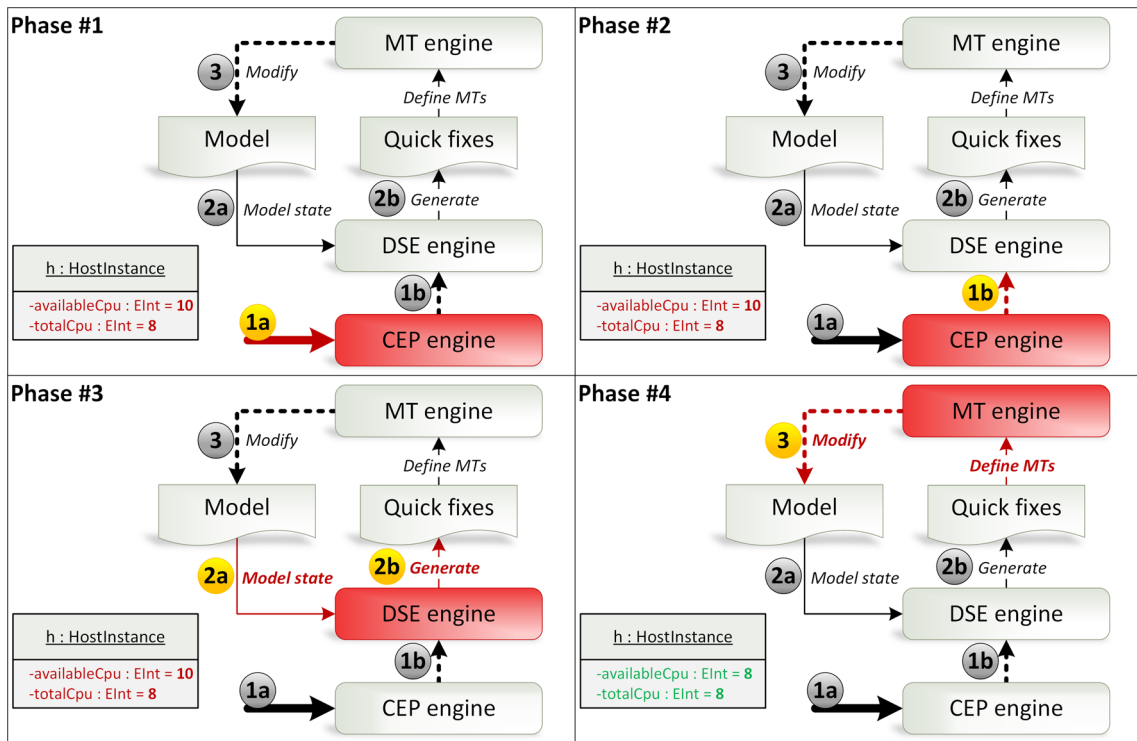 Phase #1
MT engine
3
Modify
Define MTs
Model
Quick fixes
2a
Model state
2b
Generate
DSE engine
h : HostInstance
-availableCpu : EInt = 10
-totalCpu : EInt = 8
1b
1a
CEP engine
Phase #2
MT engine
3
Modify
Define MTs
Model
Quick fixes
2a
Model state
2b
Generate
DSE engine
h : HostInstance
-availableCpu : EInt = 10
-totalCpu : EInt = 8
1b
1a
CEP engine
Phase #3
MT engine
3
Modify
Define MTs
Model
Quick fixes
2a
Model state
2b
Generate
DSE engine
h : HostInstance
-availableCpu : EInt = 10
-totalCpu : EInt = 8
1b
1a
CEP engine
Phase #4
MT engine
3
Modify
Define MTs
Model
Quick fixes
2a
Model state
2b
Generate
DSE engine
h : HostInstance
-availableCpu : EInt = 8
-totalCpu : EInt = 8
1b
1a
CEP engine